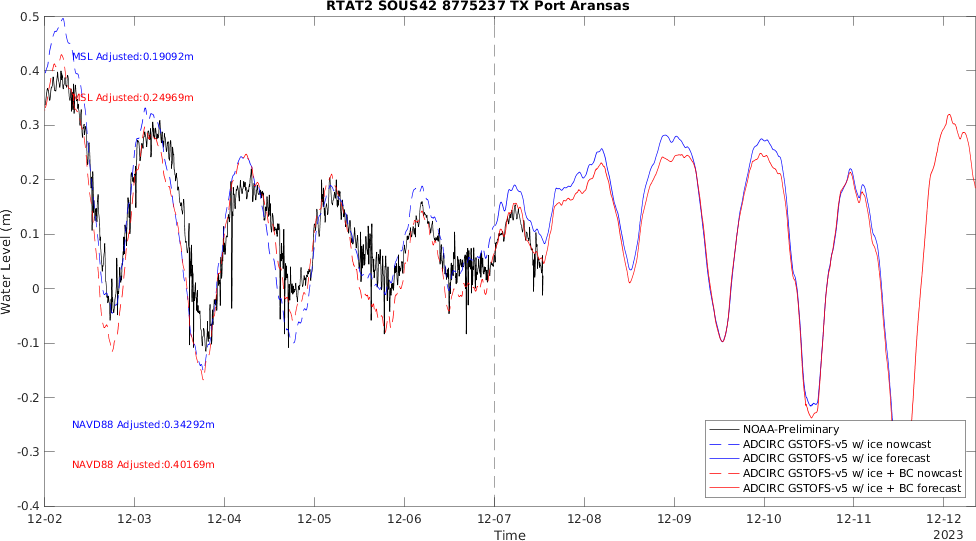 RTAT2 SOUS42 8775237 TX Port Aransas
0.5
0.4
0.3
0.2
0.1
0
-0.1
-0.2
-0.3
-0.4
Water Level (m)
MSL Adjusted:0.19092m
MSL Adjusted:0.24969m
NAVD88 Adjusted:0.34292m
NAVD88 Adjusted:0.40169m
NOAA-Preliminary
ADCIRC GSTOFS-v5 w/ ice nowcast
ADCIRC GSTOFS-v5 w/ ice forecast
ADCIRC GSTOFS-v5 w/ ice + BC nowcast
ADCIRC GSTOFS-v5 w/ ice + BC forecast
12-02 12-03 12-04 12-05 12-06 12-07 12-08 12-09 12-10 12-11 12-12
2023
Time